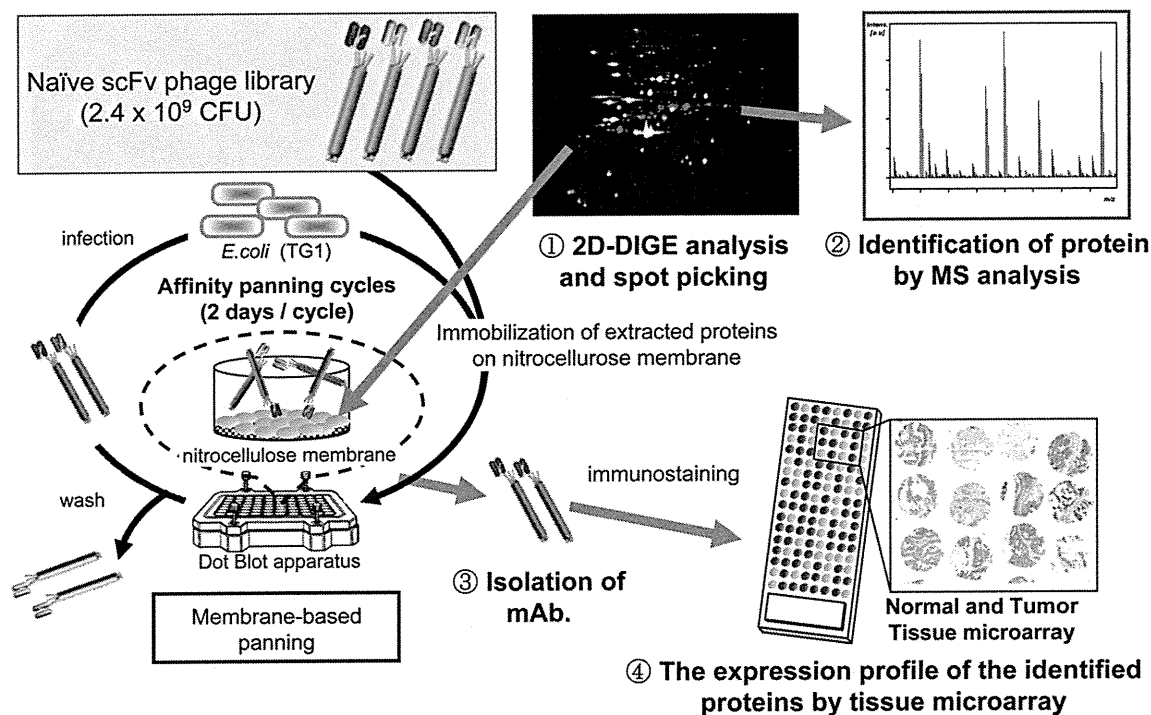 Naïve scFv phage library
(2.4 x 10⁹ CFU)
infection
E.coli (TG1)
Affinity panning cycles
(2 days / cycle)
nitrocellulose membrane
wash
Dot Blot apparatus
Membrane-based
panning
① 2D-DIGE analysis
and spot picking
Intens.
[a.u]
m/z
② Identification of protein
by MS analysis
Immobilization of extracted proteins
on nitrocellurose membrane
③ Isolation of
mAb.
immunostaining
Normal and Tumor
Tissue microarray
④ The expression profile of the identified
proteins by tissue microarray